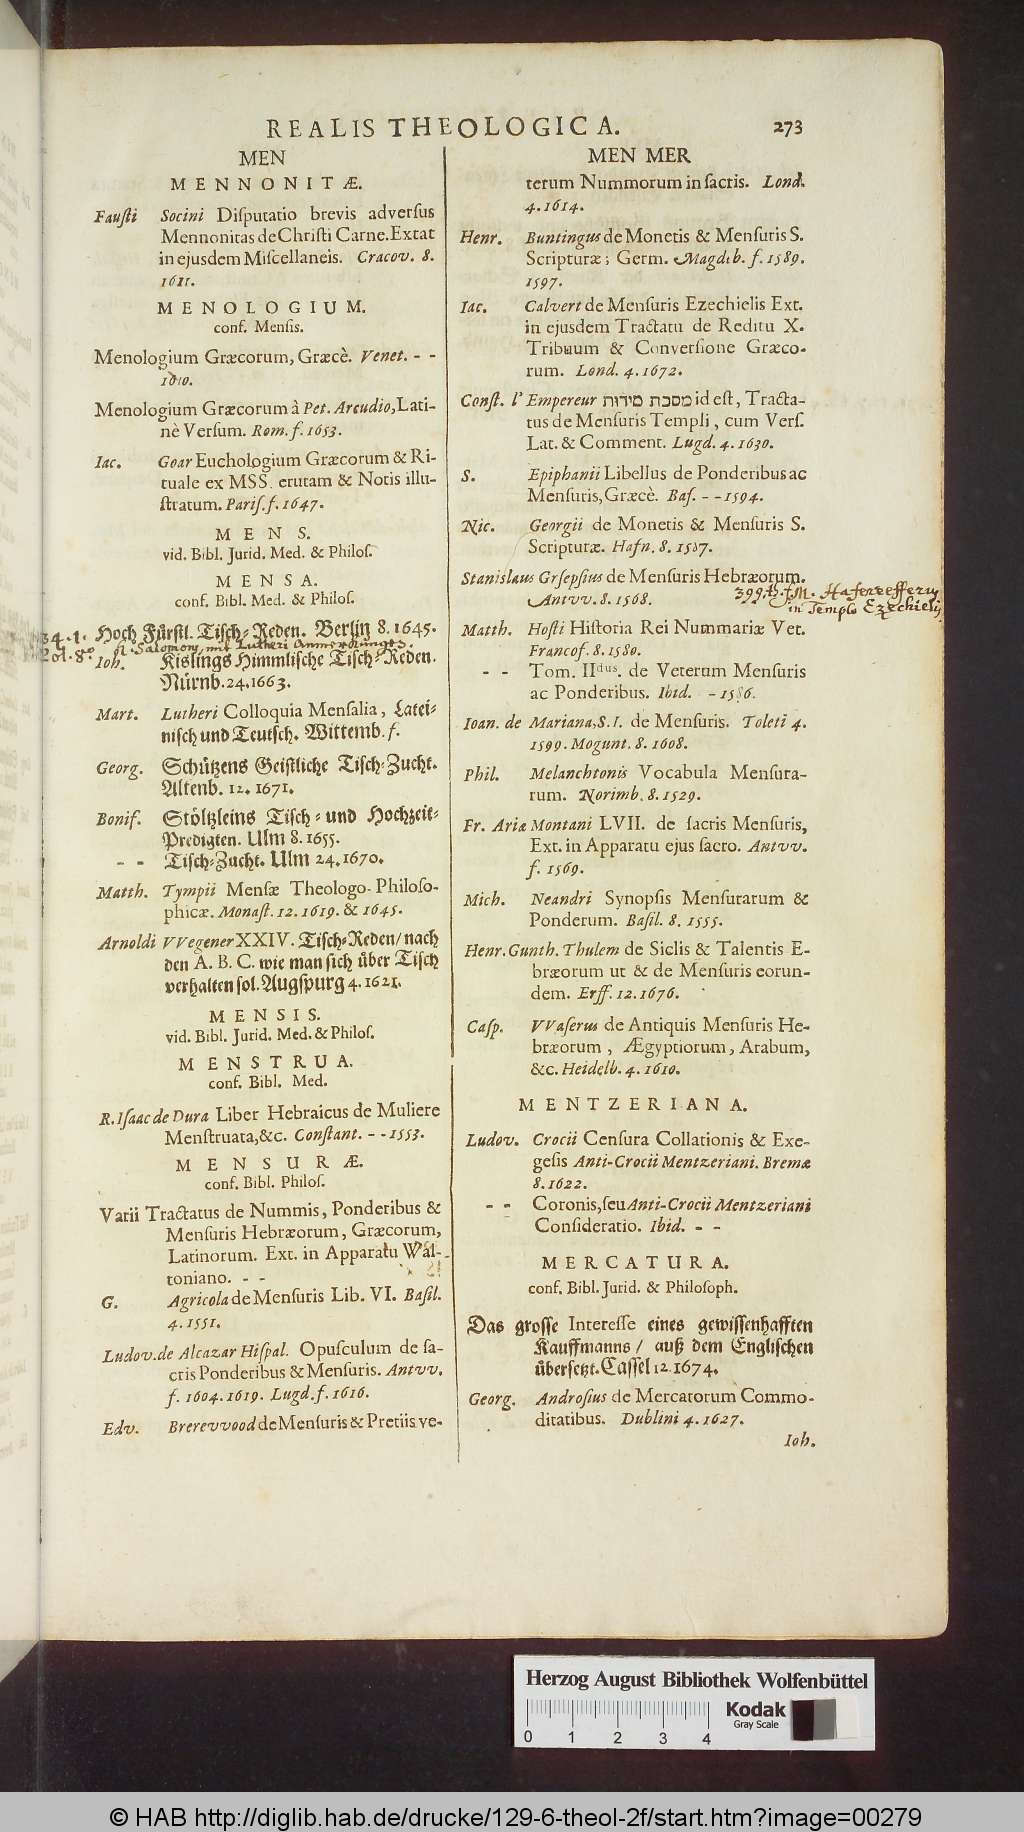 REALIS THEOLOGICA. 273
MEN
MENNONITÆ.
Fauſti Socini Diſputatio brevis adverſus
Mennonitas de Chriſti Carne. Extat
in ejusdem Miſcellaneis. Cracov. 8.
1611.
MENOLOGIUM.
conf. Menſis.
Menologium Græcorum, Græcè. Venet. - -
Menologium Græcorum â Pet. Arcudio, Lati-
nè Verſum. Rom. f. 1653.
Iac. Goar Euchologium Græcorum & Ri-
tuale ex MSS. erutam & Notis illu-
ſtratum. Pariſ. f. 1647.
MENS.
vid. Bibl. Jurid. Med. & Philoſ.
MENSA.
conf. Bibl. Med. & Philoſ.
34.1. Hoch Fürſtl. Tiſch-Reden. Berlin 8. 1645.
Salomons mit Lutheri Anmerckungen.
Ioh. Kislings Himmliſche Tiſch-Reden.
Nürnb. 24. 1663.
Mart. Lutheri Colloquia Menſalia, Latei-
niſch und Teutſch. Wittemb. f.
Georg. Schützens Geiſtliche Tiſch-Zucht.
Altenb. 12. 1671.
Bonif. Stöltzleins Tiſch- und Hochzeit-
Predigten. Ulm 8. 1655.
- - Tiſch-Zucht. Ulm 24. 1670.
Matth. Tympii Menſæ Theologo-Philoſo-
phicæ. Monaſt. 12. 1619. & 1645.
Arnoldi VVegener XXIV. Tiſch-Reden/ nach
den A. B. C. wie man ſich über Tiſch
verhalten ſol. Augſpurg 4. 1621.
MENSIS.
vid. Bibl. Jurid. Med. & Philoſ.
MENSTRUA.
conf. Bibl. Med.
R. Iſaac de Dura Liber Hebraicus de Muliere
Menſtruata, &c. Conſtant. - - 1553.
MENSURÆ.
conf. Bibl. Philoſ.
Varii Tractatus de Nummis, Ponderibus &
Menſuris Hebræorum, Græcorum,
Latinorum. Ext. in Apparatu Wal-
toniano. - -
G. Agricola de Menſuris Lib. VI. Baſil.
4. 1551.
Ludov. de Alcazar Hiſpal. Opuſculum de ſa-
cris Ponderibus & Menſuris. Antvv.
f. 1604. 1619. Lugd. f. 1616.
Edv. Brerevvood de Menſuris & Pretiis ve-
MEN MER
terum Nummorum in ſacris. Lond.
4. 1614.
Henr. Buntingus de Monetis & Menſuris S.
Scripturæ; Germ. Magdib. f. 1589.
1597.
Iac. Calvert de Menſuris Ezechielis Ext.
in ejusdem Tractatu de Reditu X.
Tribuum & Converſione Græco-
rum. Lond. 4. 1672.
Conſt. l'Empereur מסכת מידות id eſt, Tracta-
tus de Menſuris Templi, cum Verſ.
Lat. & Comment. Lugd. 4. 1630.
S. Epiphanii Libellus de Ponderibus ac
Menſuris, Græcè. Baſ. - - 1594.
Nic. Georgii de Monetis & Menſuris S.
Scripturæ. Hafn. 8. 1587.
Stanislaus Grſepſius de Menſuris Hebræorum.
Antvv. 8. 1568.
M. Hafenrefferus
in Templo Ezechielis
Matth. Hoſti Hiſtoria Rei Nummariæ Vet.
Francof. 8. 1580.
- - Tom. IIdus. de Veterum Menſuris
ac Ponderibus. Ibid. - 1586.
Ioan. de Mariana, S. I. de Menſuris. Toleti 4.
1599. Mogunt. 8. 1608.
Phil. Melanchtonis Vocabula Menſura-
rum. Norimb. 8. 1529.
Fr. Ariæ Montani LVII. de ſacris Menſuris,
Ext. in Apparatu ejus ſacro. Antvv.
f. 1569.
Mich. Neandri Synopſis Menſurarum &
Ponderum. Baſil. 8. 1555.
Henr. Gunth. Thulem de Siclis & Talentis E-
bræorum ut & de Menſuris eorun-
dem. Erff. 12. 1676.
Caſp. VVaſerus de Antiquis Menſuris He-
bræorum, Ægyptiorum, Arabum,
&c. Heidelb. 4. 1610.
MENTZERIANA.
Ludov. Crocii Cenſura Collationis & Exe-
geſis Anti-Crocii Mentzeriani. Bremæ
8. 1622.
- - Coronis, ſeu Anti-Crocii Mentzeriani
Conſideratio. Ibid. - -
MERCATURA.
conf. Bibl. Jurid. & Philoſoph.
Das groſſe Intereſſe eines gewiſſenhafften
Kauffmanns/ auß dem Engliſchen
überſetzt. Caſſel 12. 1674.
Georg. Androſius de Mercatorum Commo-
ditatibus. Dublini 4. 1627.
Ioh.
Herzog August Bibliothek Wolfenbüttel
Kodak
Gray Scale
0 1 2 3 4
© HAB http://diglib.hab.de/drucke/129-6-theol-2f/start.htm?image=00279